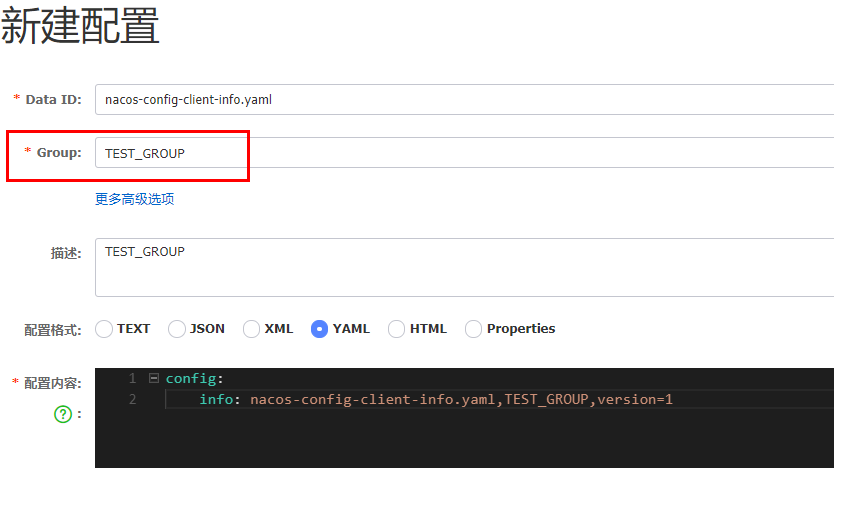 新建配置
* Data ID: nacos-config-client-info.yaml
* Group: TEST_GROUP
更多高级选项
描述: TEST_GROUP
配置格式: TEXT JSON XML YAML HTML Properties
* 配置内容: 1 config:
? : 2 info: nacos-config-client-info.yaml,TEST_GROUP,version=1